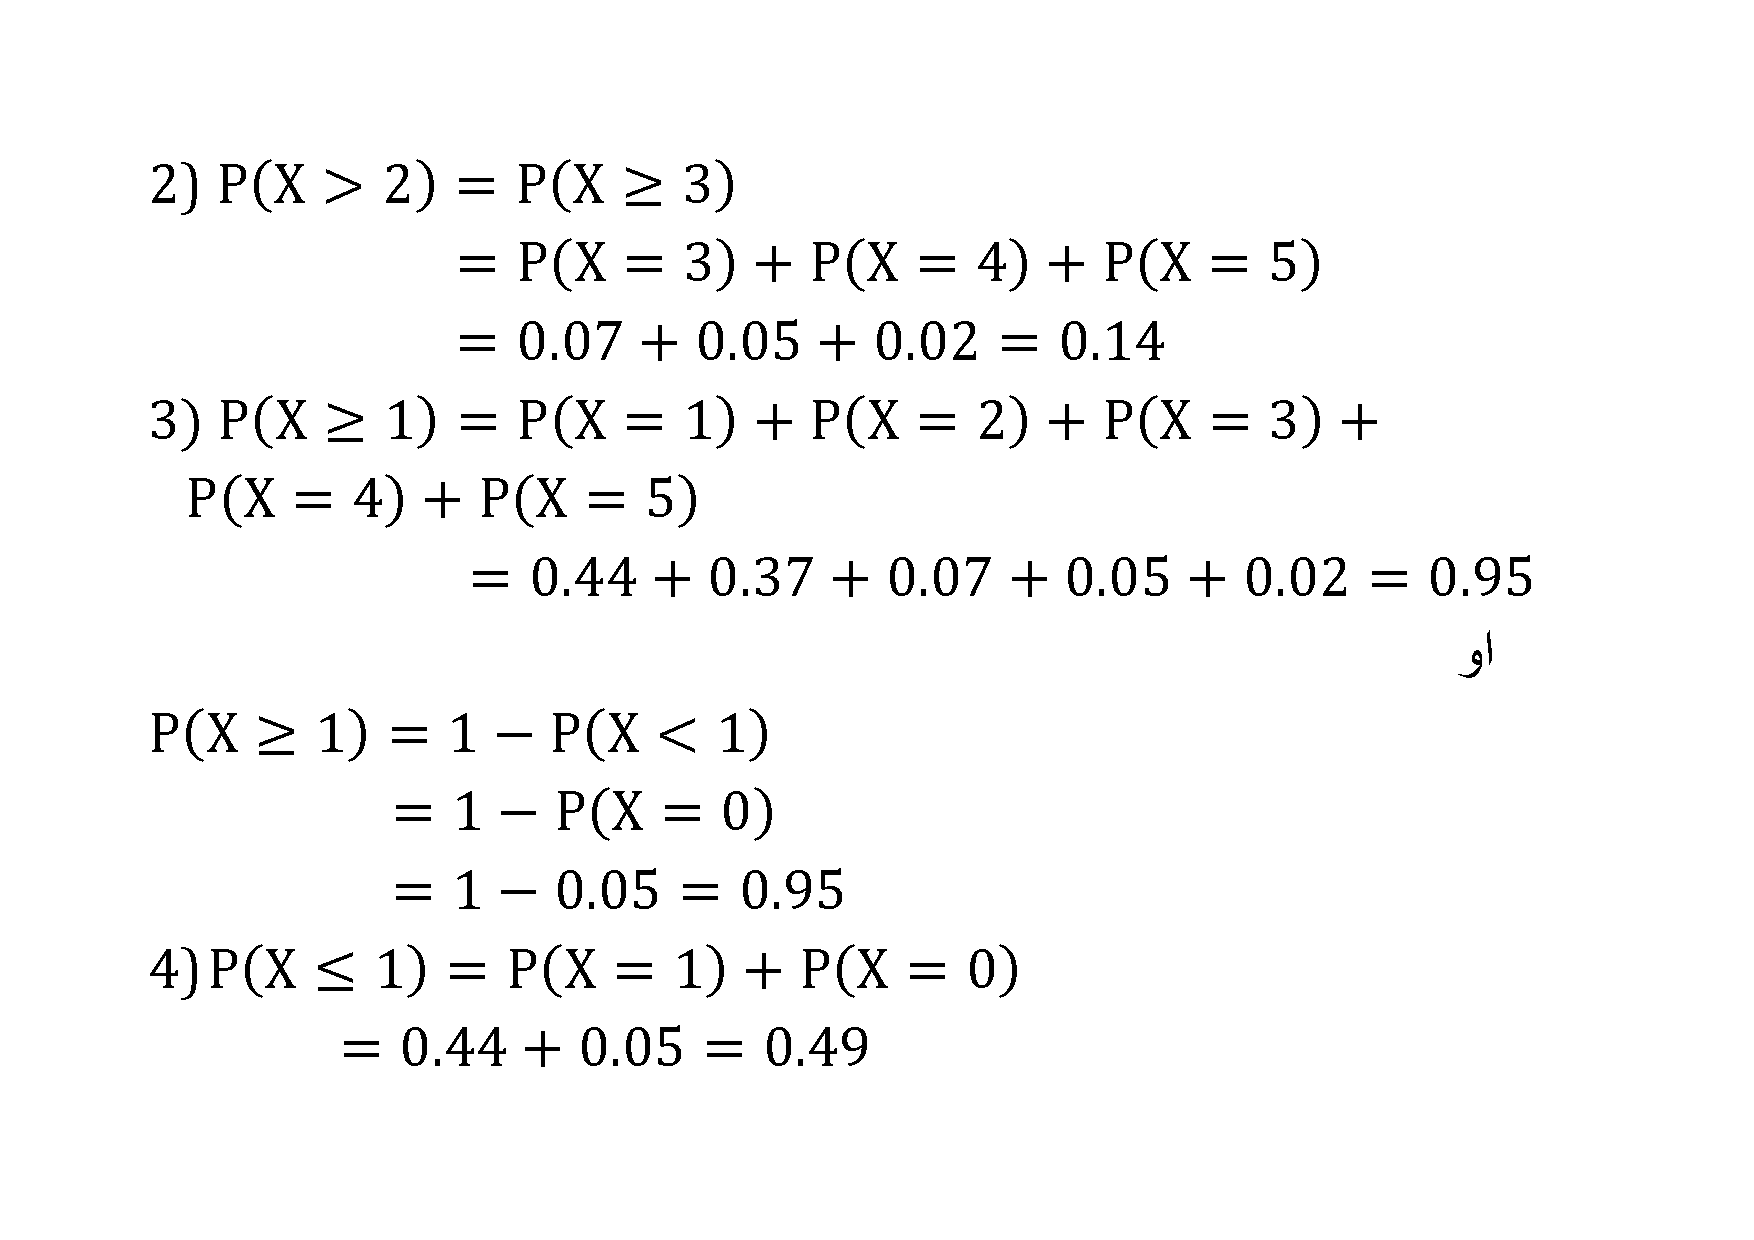 2) P(X > 2) = P(X ≥ 3)
= P(X = 3) + P(X = 4) + P(X = 5)
= 0.07 + 0.05 + 0.02 = 0.14
3) P(X ≥ 1) = P(X = 1) + P(X = 2) + P(X = 3) +
P(X = 4) + P(X = 5)
= 0.44 + 0.37 + 0.07 + 0.05 + 0.02 = 0.95
او
P(X ≥ 1) = 1 − P(X < 1)
= 1 − P(X = 0)
= 1 − 0.05 = 0.95
4) P(X ≤ 1) = P(X = 1) + P(X = 0)
= 0.44 + 0.05 = 0.49